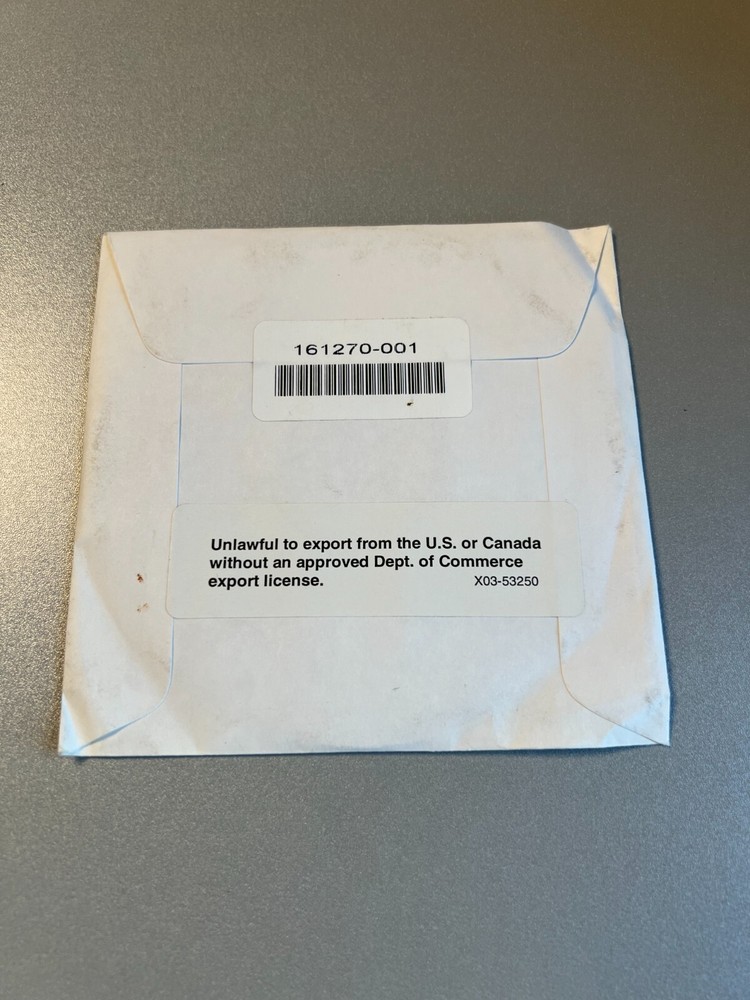 161270-001
Unlawful to export from the U.S. or Canada
without an approved Dept. of Commerce
export license. X03-53250